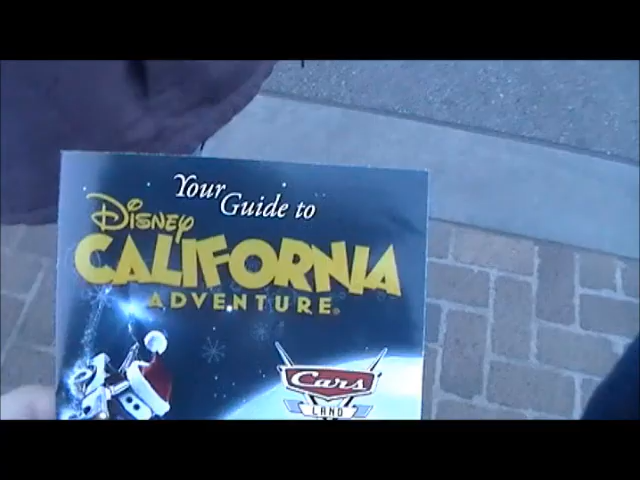 Your
Guide to
Disney
CALIFORNIA
ADVENTURE
Cars
LAND